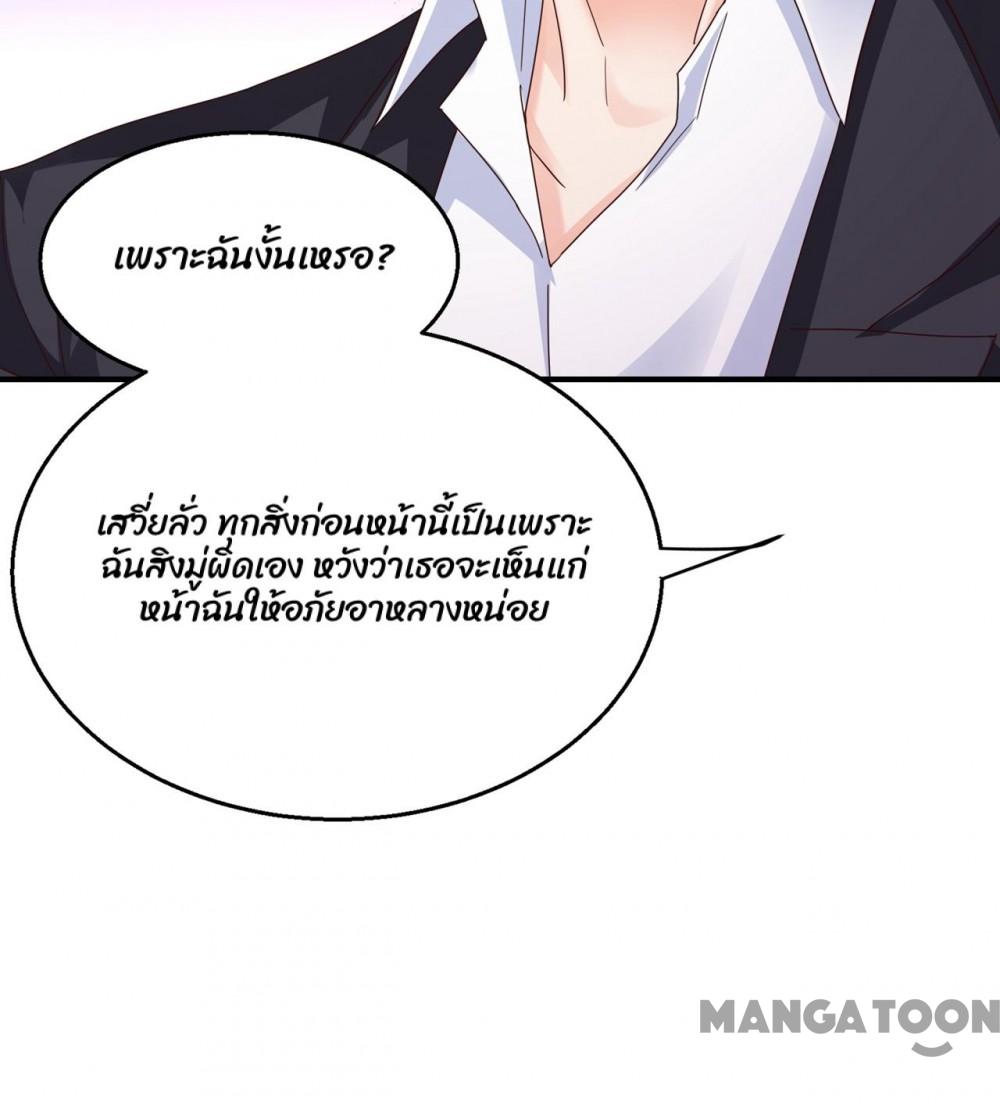 เพราะฉันงั้นเหรอ?
เสวี่ยลั่ว ทุกสิ่งก่อนหน้านี้เป็นเพราะ
ฉันสิงมู่ผิดเอง หวังว่าเธอจะเห็นแก่
หน้าฉันให้อภัยอาหลางหน่อย
MANGATOON